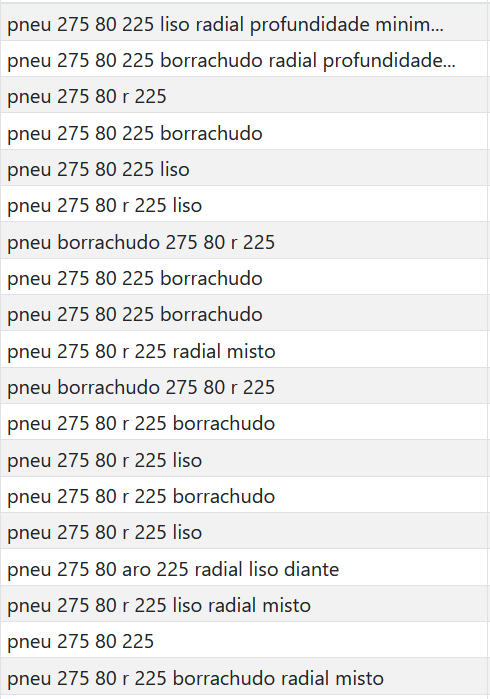 pneu 275 80 225 liso radial profundidade minim...
pneu 275 80 225 borrachudo radial profundidade...
pneu 275 80 r 225
pneu 275 80 225 borrachudo
pneu 275 80 225 liso
pneu 275 80 r 225 liso
pneu borrachudo 275 80 r 225
pneu 275 80 225 borrachudo
pneu 275 80 225 borrachudo
pneu 275 80 r 225 radial misto
pneu borrachudo 275 80 r 225
pneu 275 80 r 225 borrachudo
pneu 275 80 r 225 liso
pneu 275 80 r 225 borrachudo
pneu 275 80 r 225 liso
pneu 275 80 aro 225 radial liso diante
pneu 275 80 r 225 liso radial misto
pneu 275 80 225
pneu 275 80 r 225 borrachudo radial misto